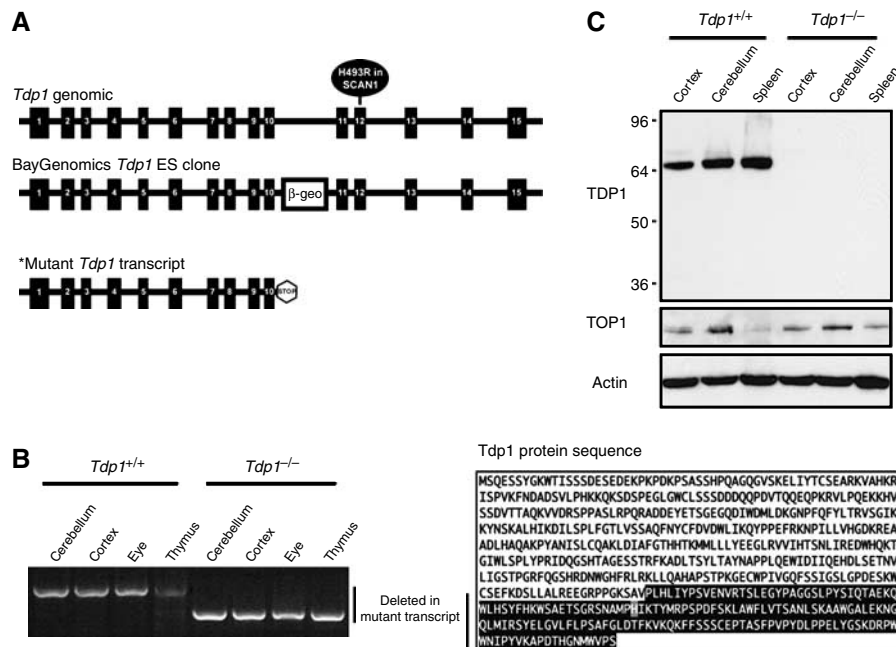 A
H493R in
SCAN1
Tdp1 genomic
1 2 3 4 5 6 7 8 9 10 11 12 13 14 15
BayGenomics Tdp1 ES clone
1 2 3 4 5 6 7 8 9 10 β-geo 11 12 13 14 15
*Mutant Tdp1 transcript
1 2 3 4 5 6 7 8 9 10 STOP
B
Tdp1+/+ Tdp1–/–
Cerebellum Cortex Eye Thymus Cerebellum Cortex Eye Thymus
Deleted in
mutant transcript
C
Tdp1+/+ Tdp1–/–
Cortex Cerebellum Spleen Cortex Cerebellum Spleen
96
64
TDP1
50
36
TOP1
Actin
Tdp1 protein sequence
MSQESSYGKWTISSSDESEDEKPKPDKPSASSHPQAGQGVSKELIYTCSEARKVAHKR
ISPVKFNDADSVLPHKKQKSDSPEGLGWCLSSSDDDQQPDVTQQEQPKRVLPQEKKHV
SSDVTTAQKVVDRSPPASLRPQRADDEYETSGEGQDIWDMLDKGNPFQFYLTRVSGIK
KYNSKALHIKDILSPLFGTLVSSAQFNYCFDVDWLIKQYPPEFRKNPILLVHGDKREA
ADLHAQAKPYANISLCQAKLDIAFGTHHTKMMLLLYEEGLRVVIHTSNLIREDWHQKT
GIWLSPLYPRIDQGSHTAGESSTRFKADLTSYLTAYNAPPLQEWIDIIQEHDLSETNV
LIGSTPGRFQGSHRDNWGHFRLRKLLQAHAPSTPKGECWPIVGQFSSIGSLGPDESKW
CSEFKDSLLALREEGRPPGKSAVPLHLIYPSVENVRTSLEGYPAGGSLPYSIQTAEKQ
WLHSYFHKWSAETSGRSNAMPHIKTYMRPSPDFSKLAWFLVTSANLSKAAWGALEKNG
QLMIRSYELGVLFLPSAFGLDTFKVKQKFFSSSCEPTASFPVPYDLPPELYGSKDRPW
WNIPYVKAPDTHGNMWVPS